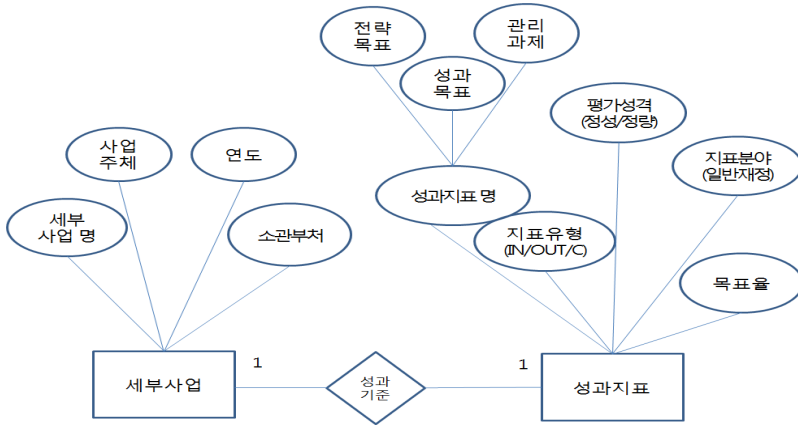 전략
목표
관리
과제
성과
목표
평가성격
(정성/정량)
사업
주체
연도
지표분야
(일반재정)
성과지표 명
세부
사업 명
소관부처
지표유형
(IN/OUT/C)
목표율
세부사업
1
성과
기준
1
성과지표